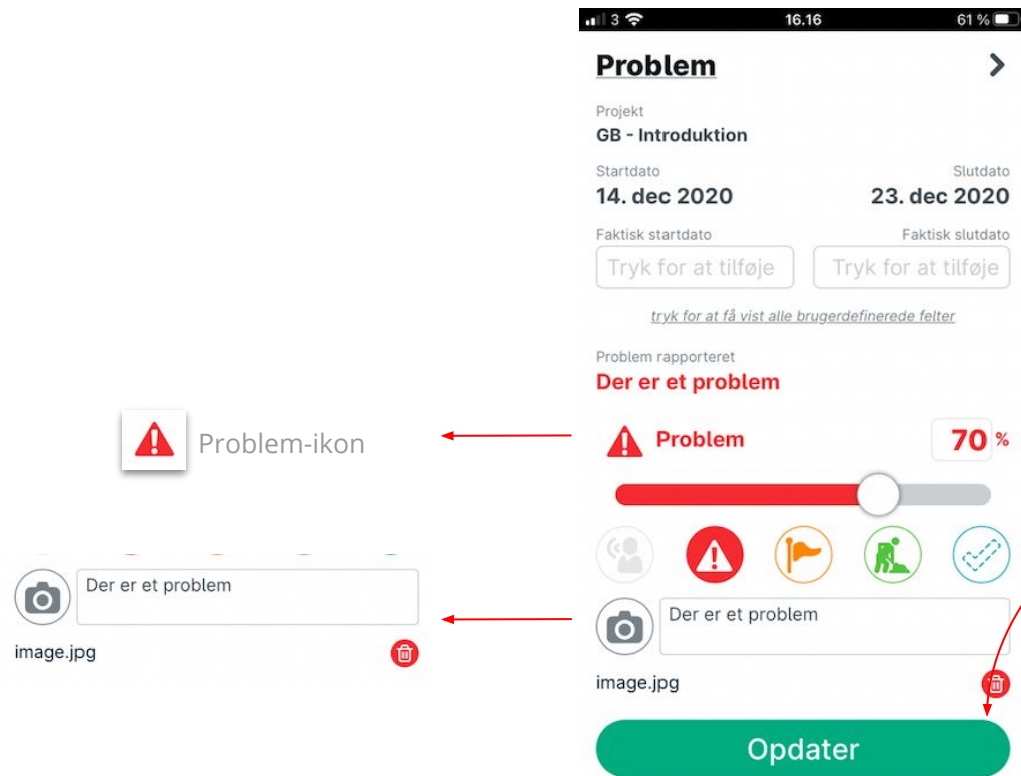 3 16.16 61 %
Problem
Projekt
GB - Introduktion
Startdato Slutdato
14. dec 2020 23. dec 2020
Faktisk startdato Faktisk slutdato
Tryk for at tilføje Tryk for at tilføje
tryk for at få vist alle brugerdefinerede felter
Problem rapporteret
Der er et problem
Problem 70 %
Problem-ikon
Der er et problem
image.jpg
Der er et problem
image.jpg
Opdater